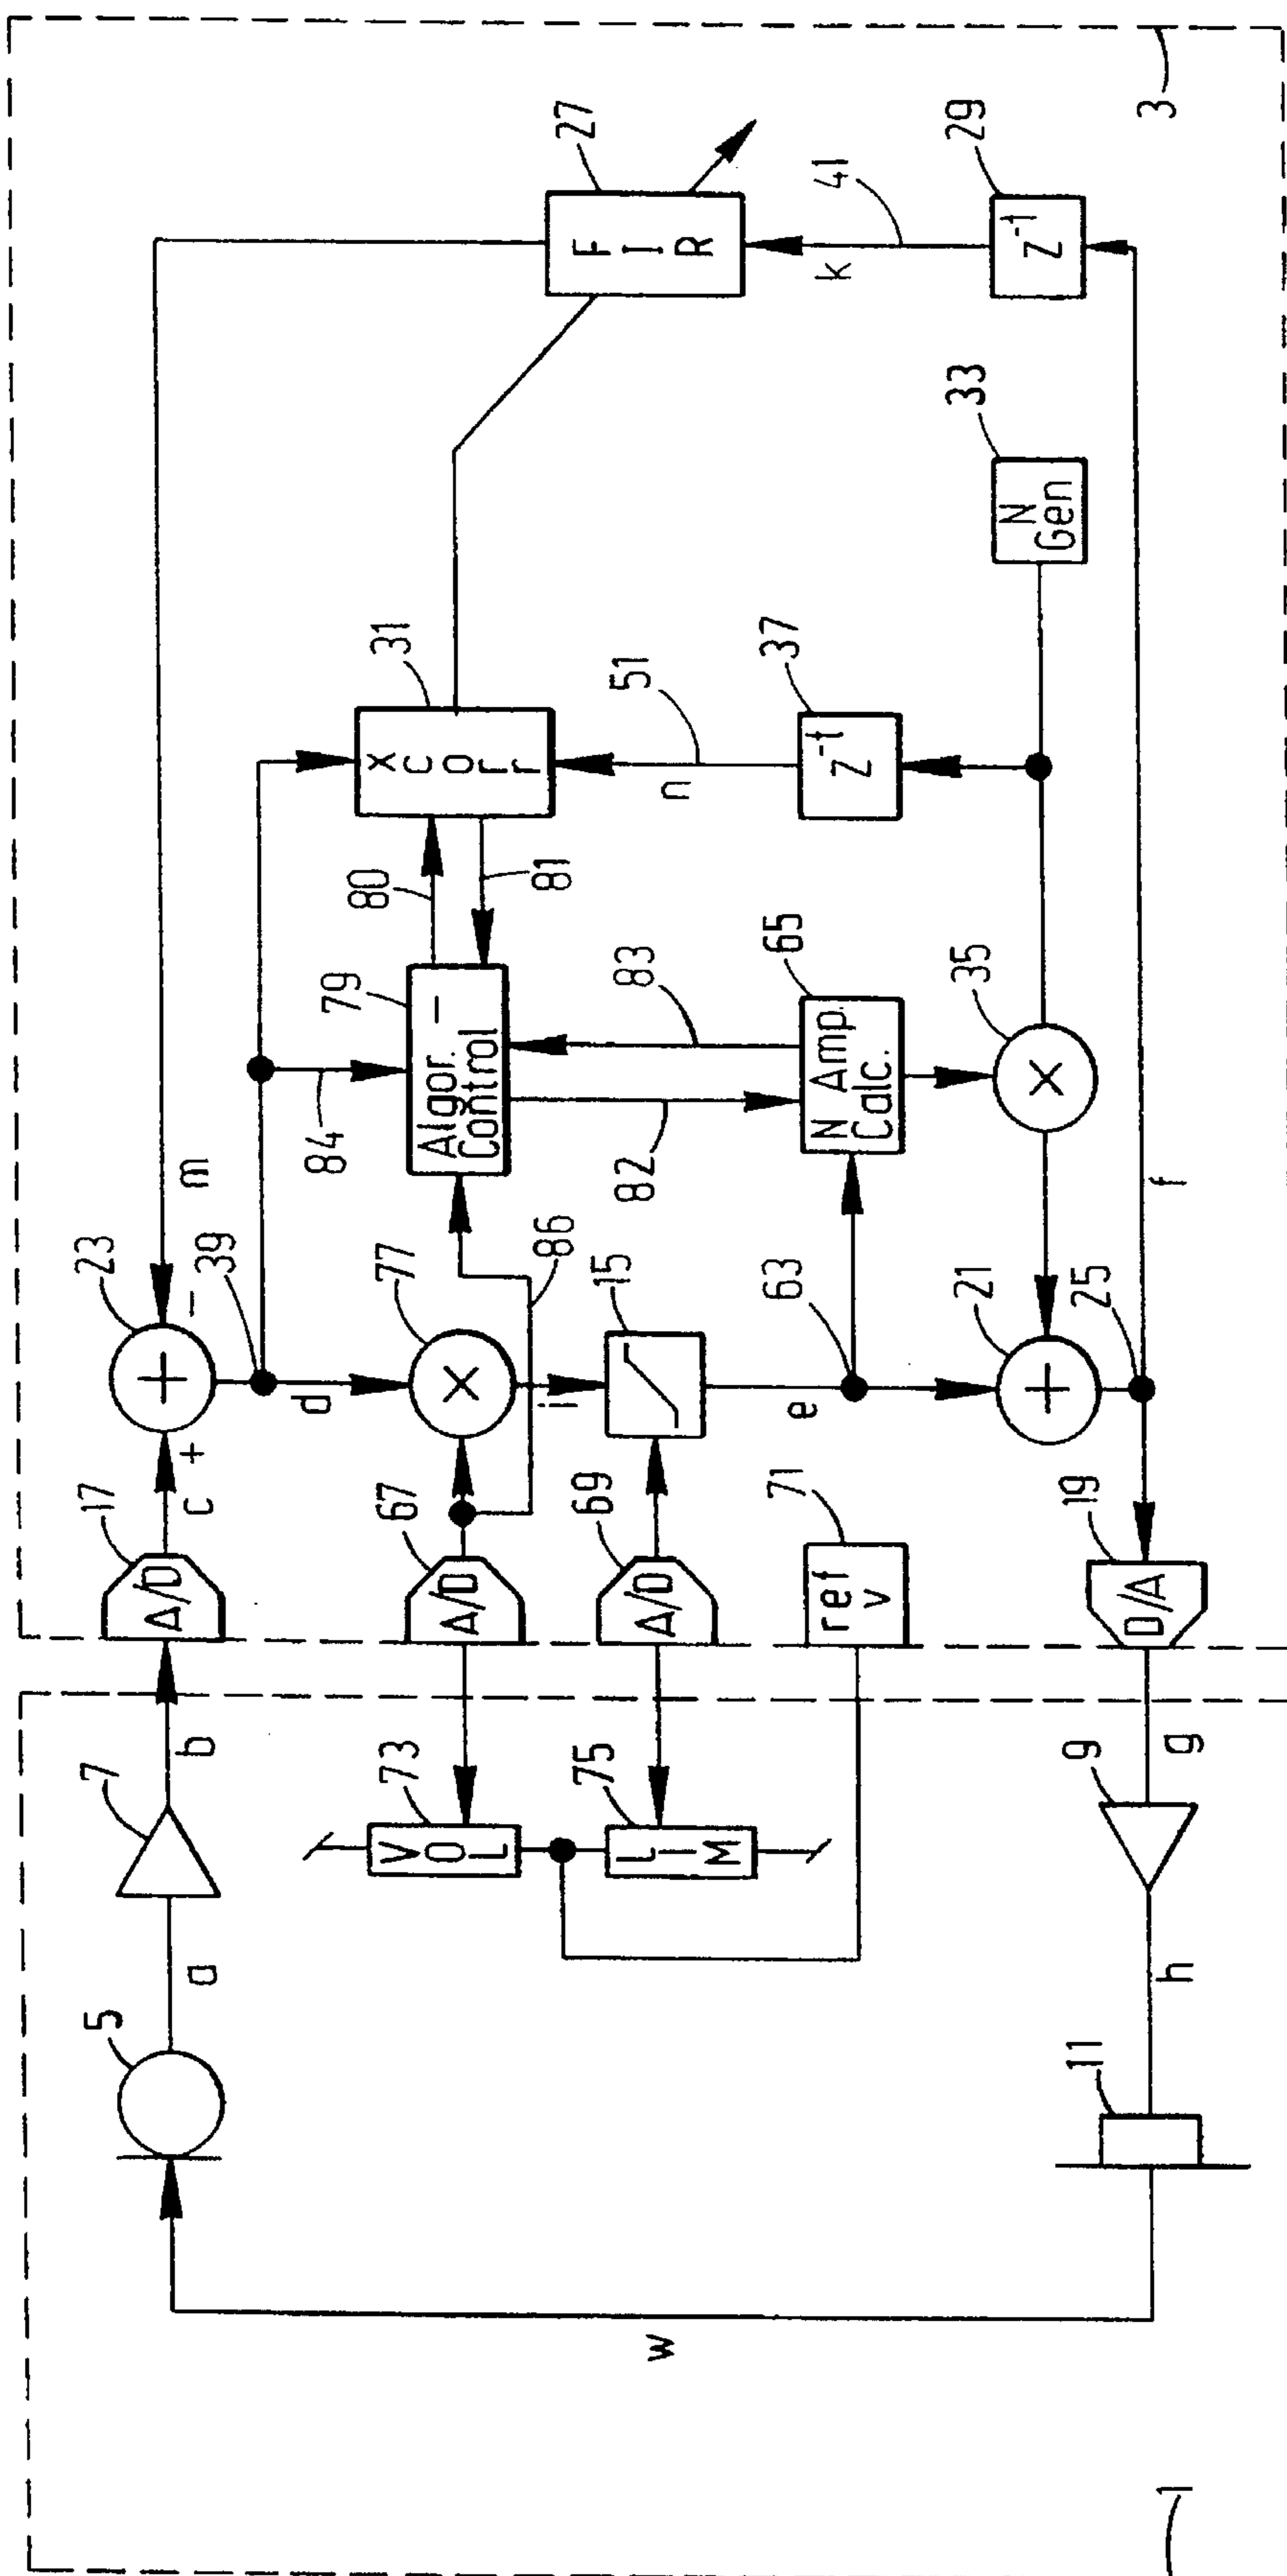 1
w
5
a
7
b
17
c
+
23
-
39
m
d
84
79
Algor. -
Control
80
81
31
Xcorr
27
FIR
k
41
29
Z⁻ᵗ
33
N
Gen
51
n
37
Z⁻ᵗ
83
82
65
N Amp.
Calc.
35
×
77
×
86
i
15
e
63
21
+
25
f
A/D
67
A/D
69
A/D
71
ref
v
19
D/A
73
VOL
75
LIM
g
9
h
11
3